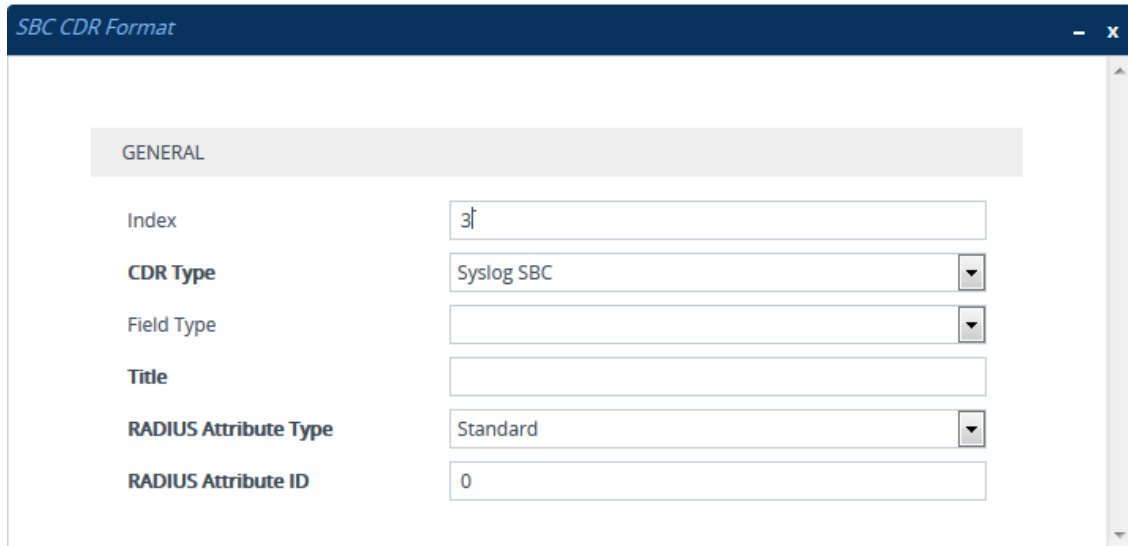 SBC CDR Format
– x
GENERAL
Index 3
CDR Type Syslog SBC
Field Type
Title
RADIUS Attribute Type Standard
RADIUS Attribute ID 0